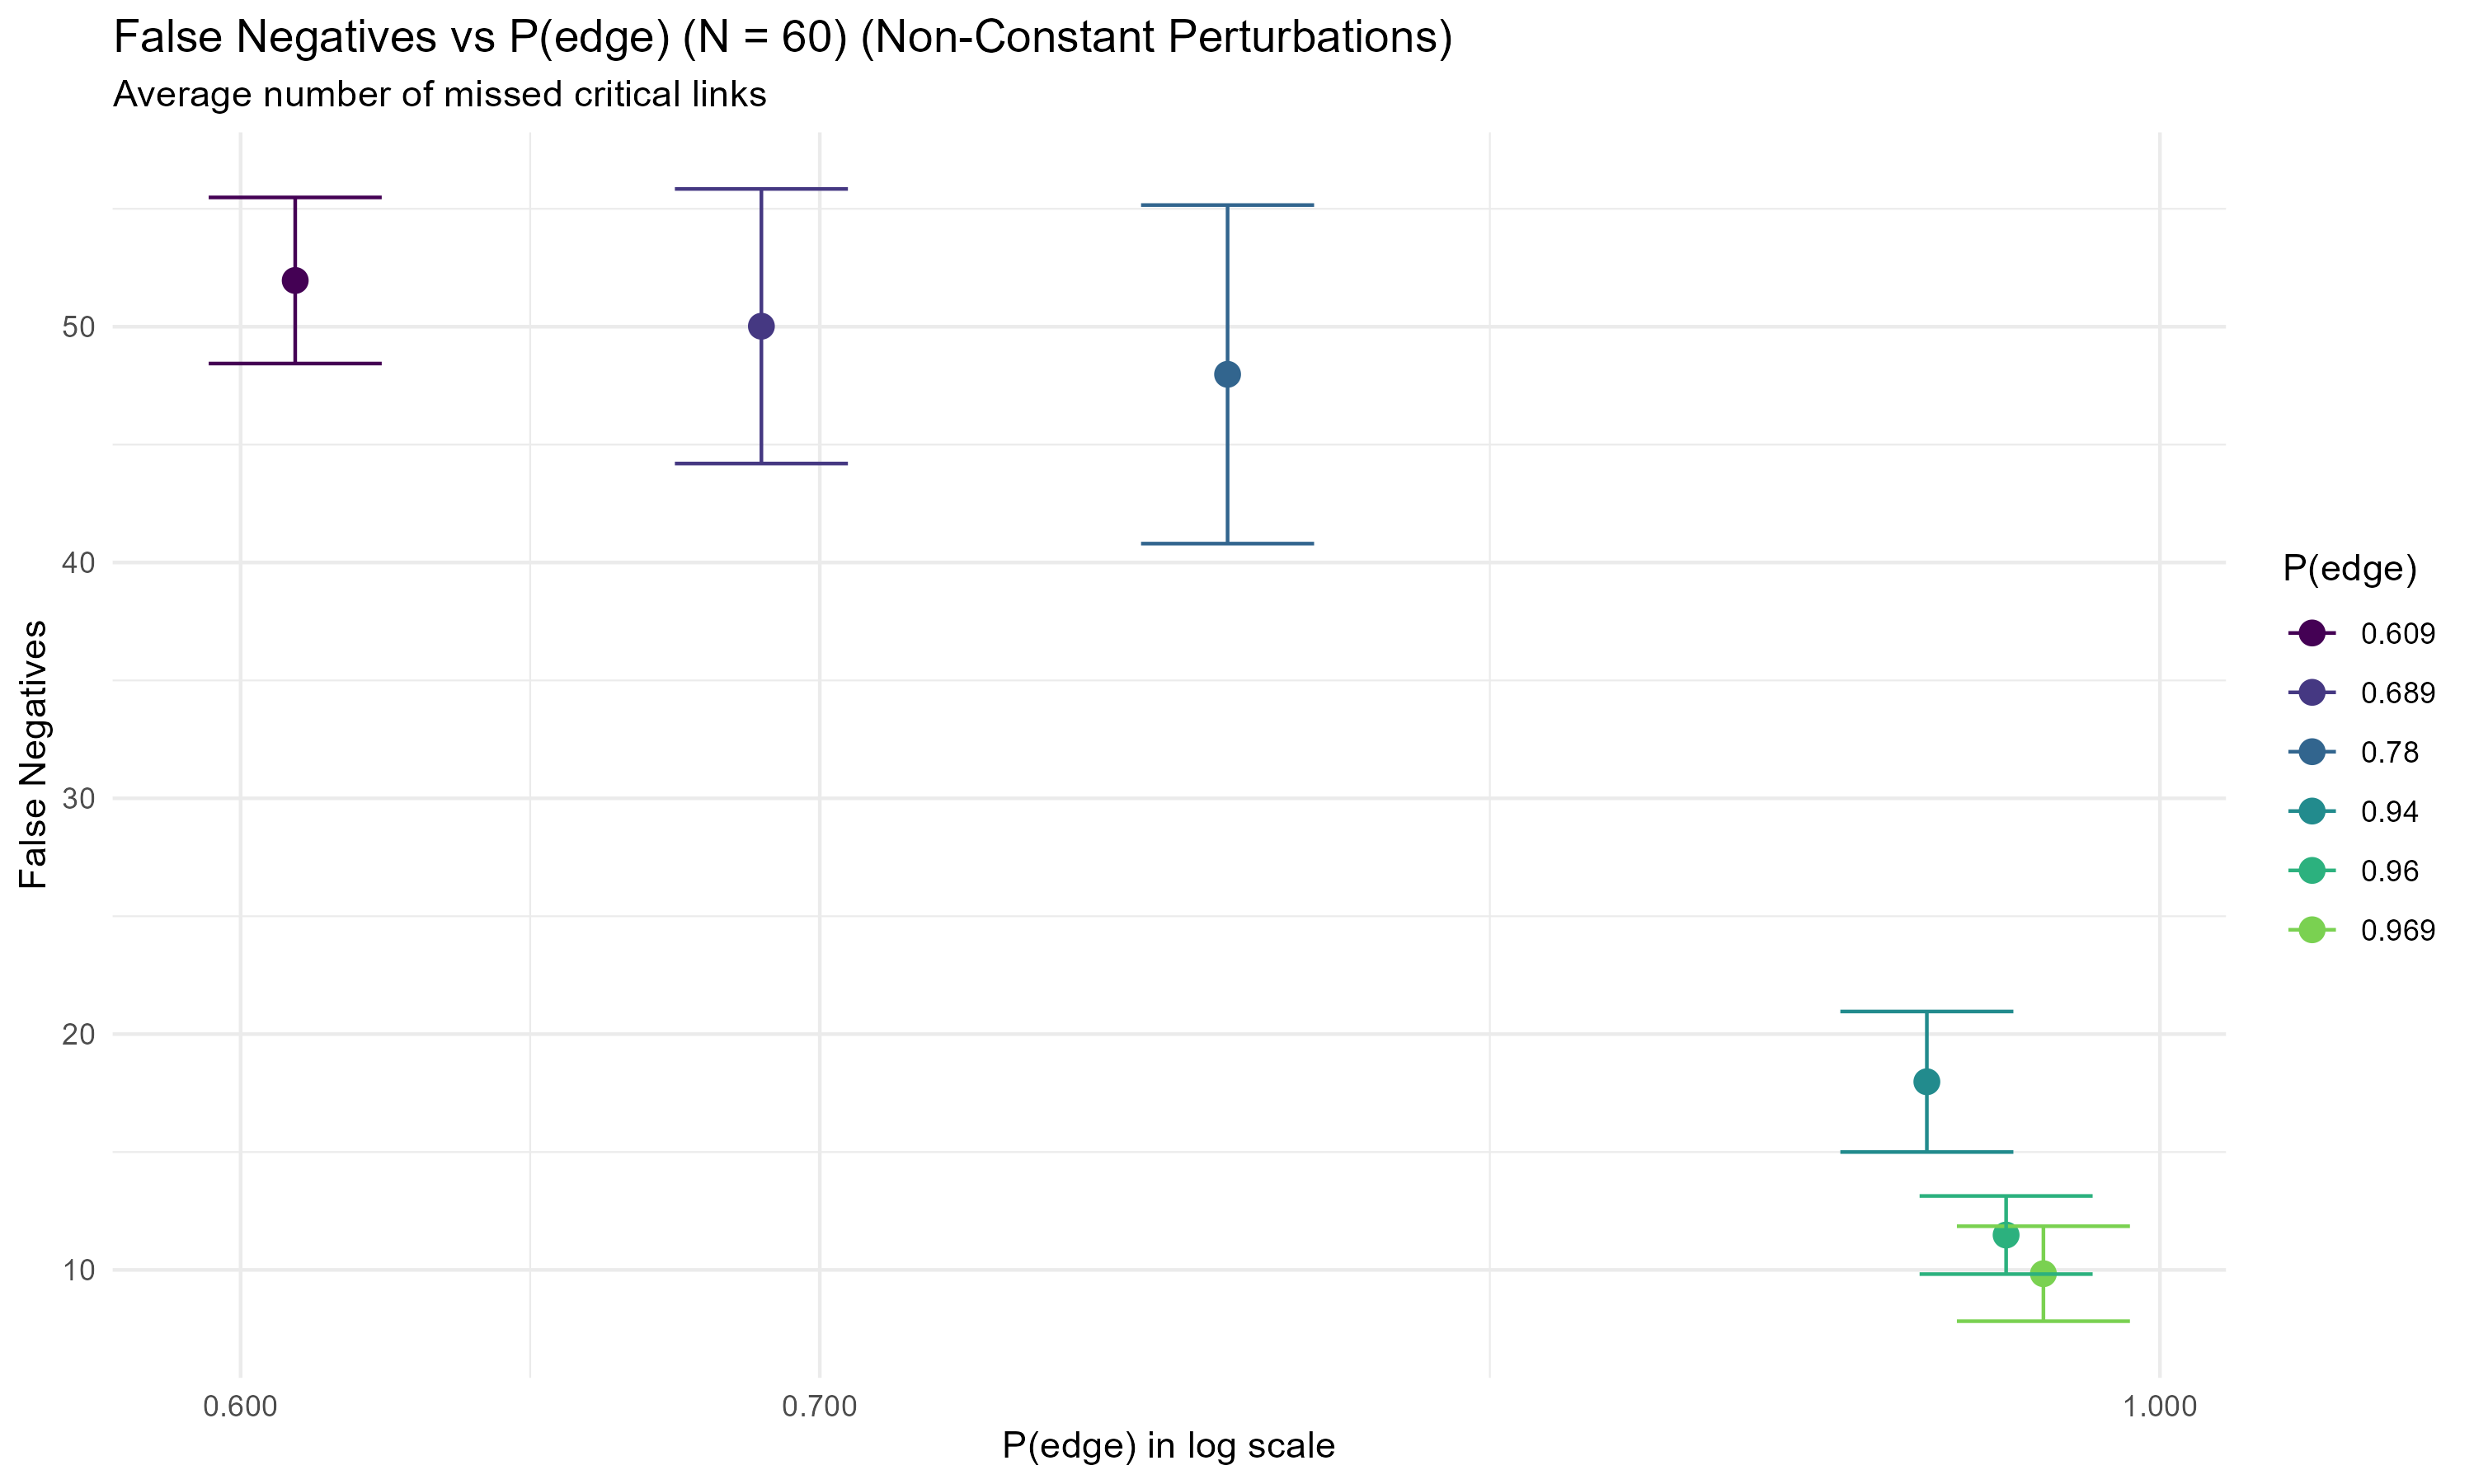 False Negatives vs P(edge) (N = 60) (Non-Constant Perturbations)
Average number of missed critical links
False Negatives
50
40
30
20
10
0.600
0.700
1.000
P(edge) in log scale
P(edge)
0.609
0.689
0.78
0.94
0.96
0.969